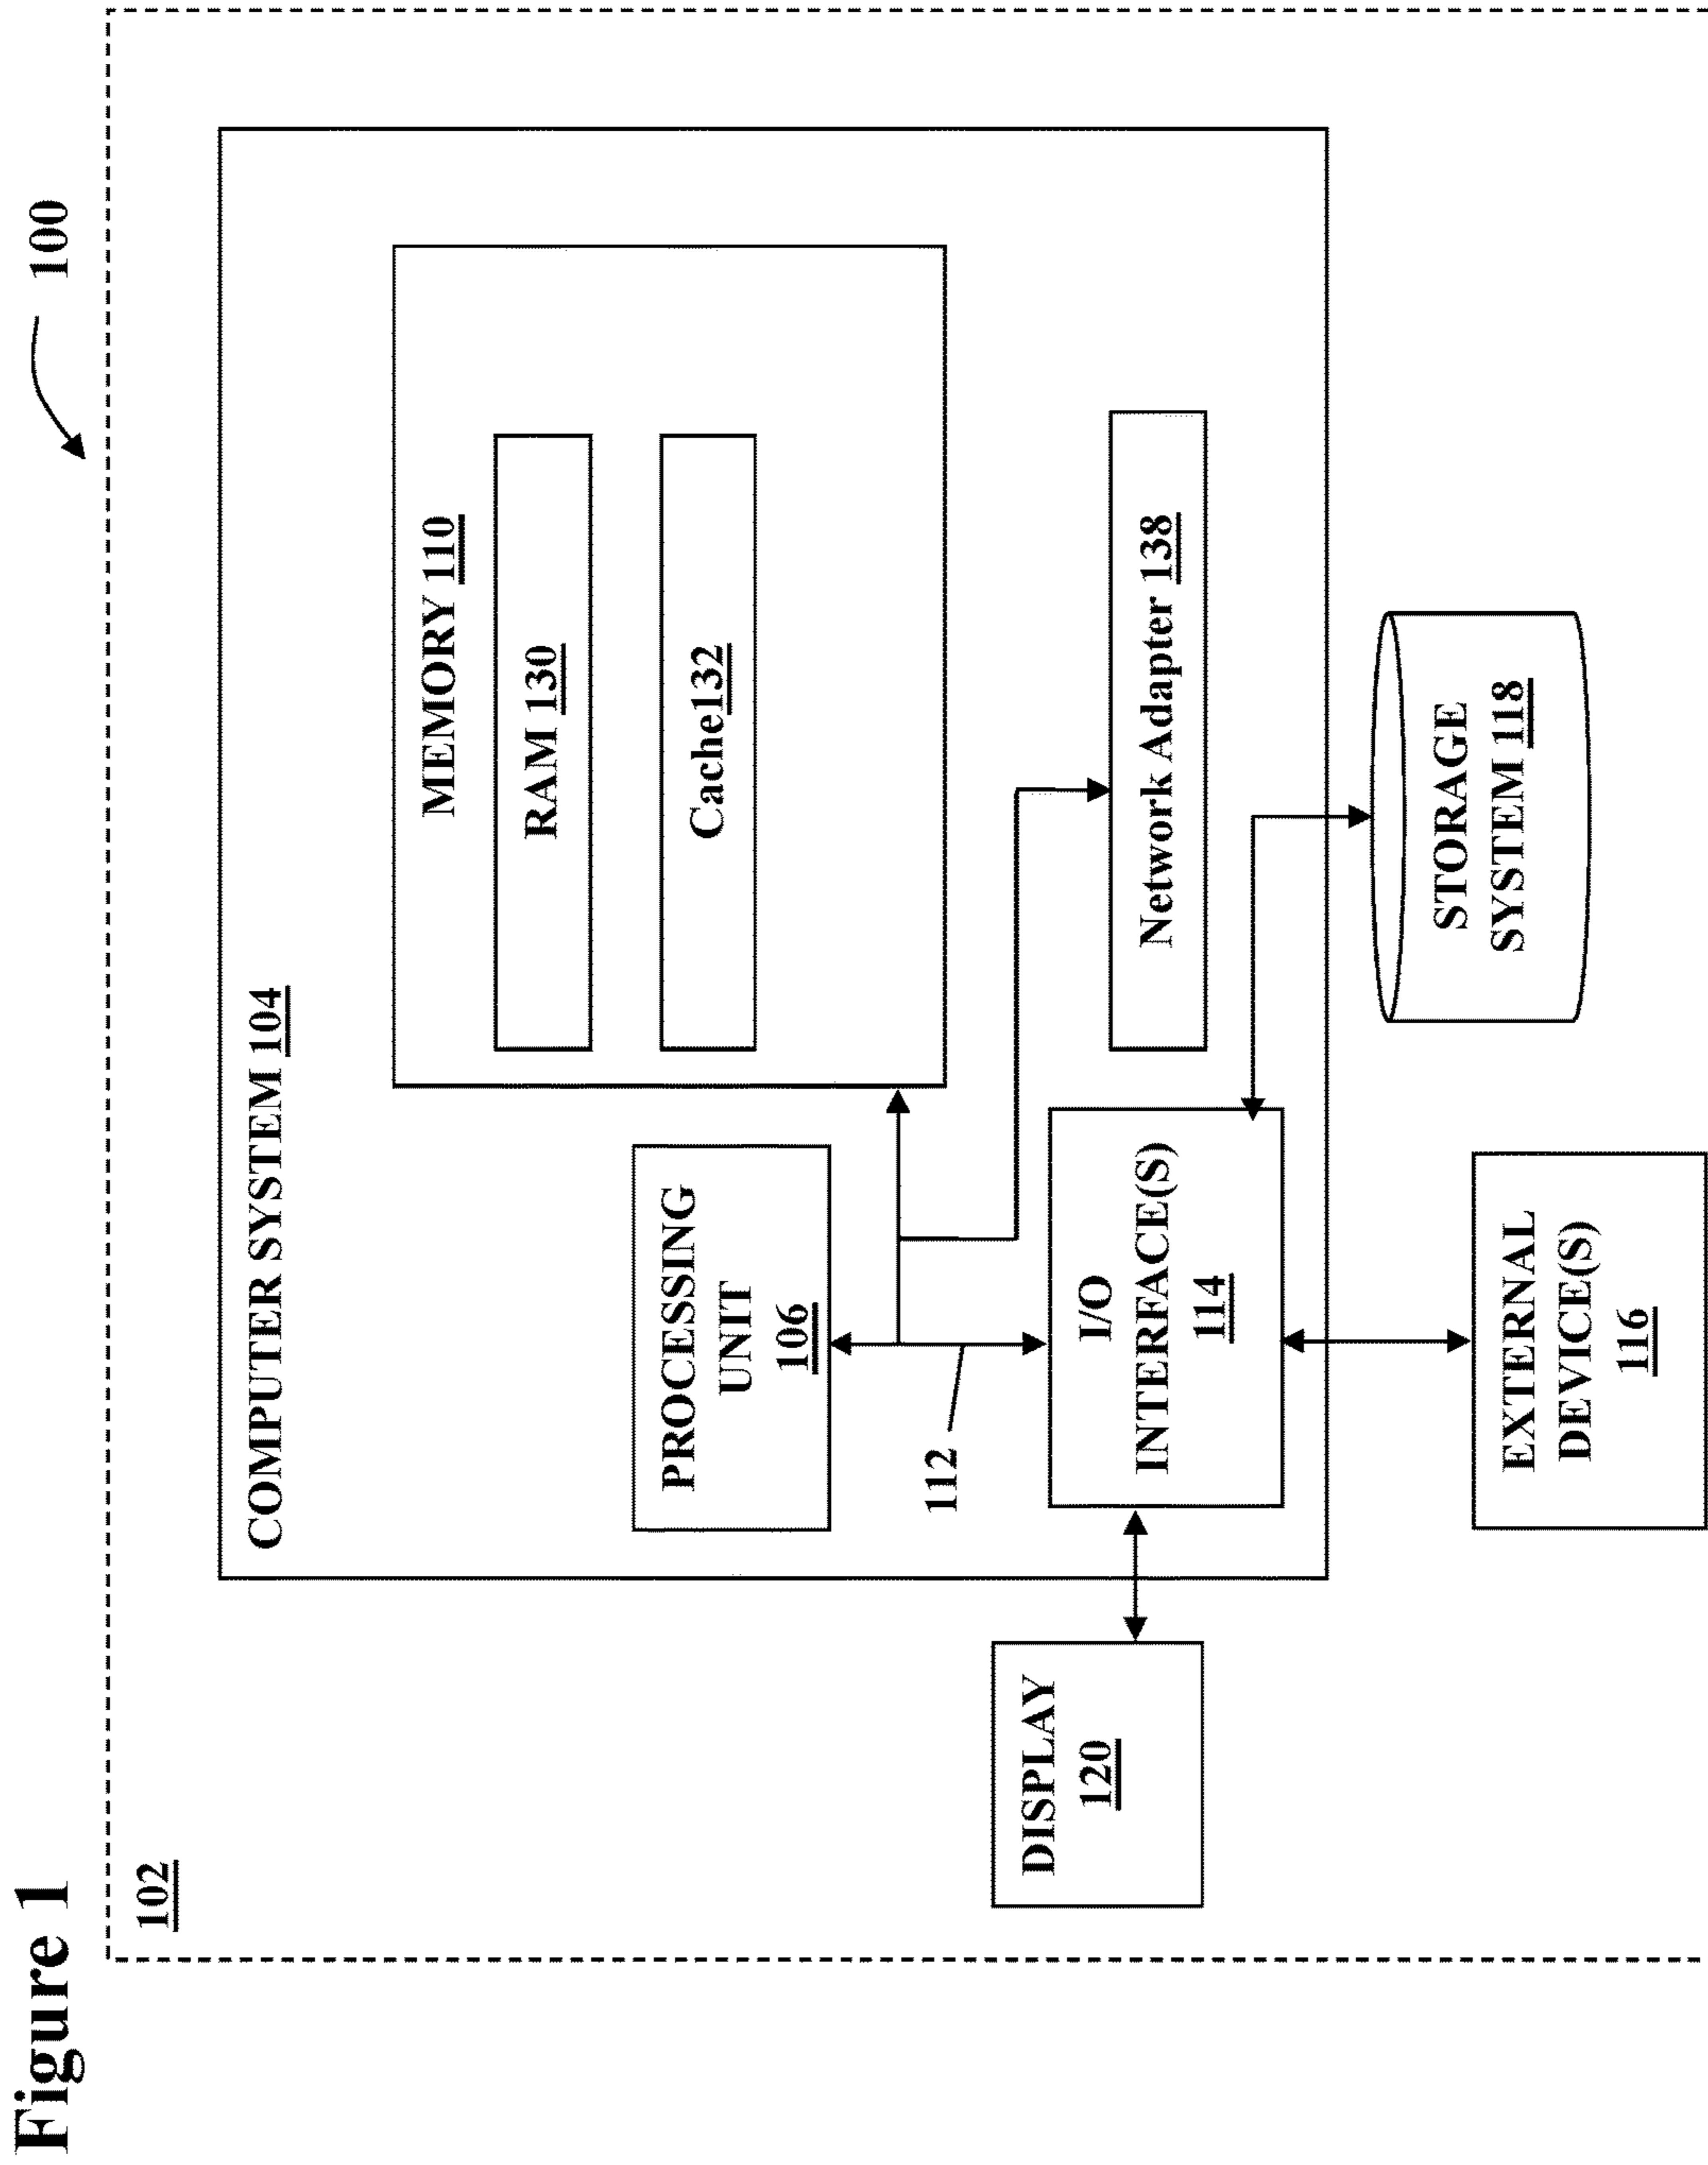 Figure 1
100
102
COMPUTER SYSTEM 104
MEMORY 110
RAM 130
Cache132
PROCESSING
UNIT
106
112
I/O
INTERFACE(S)
114
Network Adapter 138
DISPLAY
120
STORAGE
SYSTEM 118
EXTERNAL
DEVICE(S)
116